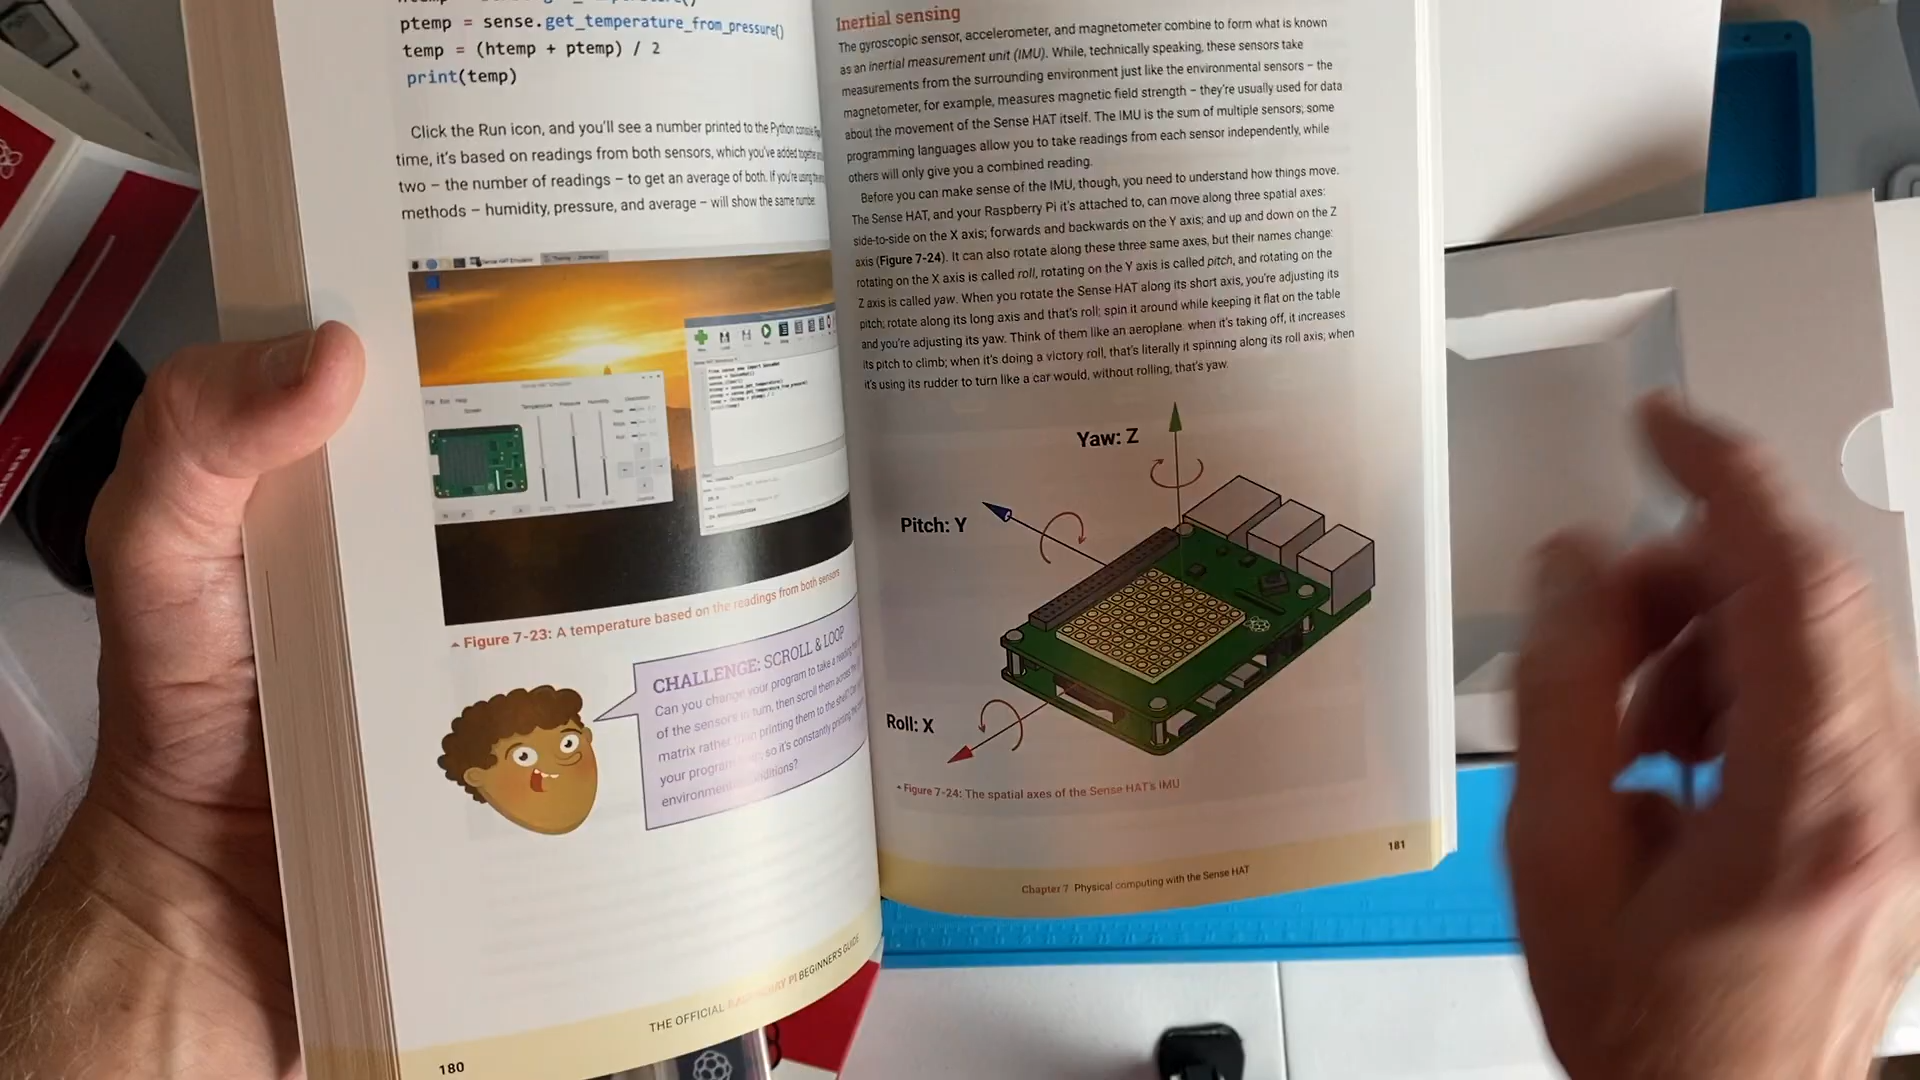 ptemp = sense.get_temperature_from_pressure()
temp = (htemp + ptemp) / 2
print(temp)
Click the Run icon, and you'll see a number printed to the Python console
time, it's based on readings from both sensors, which you've added together
two – the number of readings – to get an average of both. If you're using the
methods – humidity, pressure, and average – will show the same number.
Figure 7-23: A temperature based on the readings from both sensors
CHALLENGE: SCROLL & LOOP
Can you change your program to take a reading
of the sensors in turn, then scroll them across the
matrix rather than printing them to the shell? Can
your program so it's constantly printing the
environment conditions?
THE OFFICIAL RASPBERRY PI BEGINNER'S GUIDE
180
Inertial sensing
The gyroscopic sensor, accelerometer, and magnetometer combine to form what is known
as an inertial measurement unit (IMU). While, technically speaking, these sensors take
measurements from the surrounding environment just like the environmental sensors – the
magnetometer, for example, measures magnetic field strength – they're usually used for data
about the movement of the Sense HAT itself. The IMU is the sum of multiple sensors; some
programming languages allow you to take readings from each sensor independently, while
others will only give you a combined reading.
Before you can make sense of the IMU, though, you need to understand how things move.
The Sense HAT, and your Raspberry Pi it's attached to, can move along three spatial axes:
side-to-side on the X axis; forwards and backwards on the Y axis; and up and down on the Z
axis (Figure 7-24). It can also rotate along these three same axes, but their names change:
rotating on the X axis is called roll, rotating on the Y axis is called pitch, and rotating on the
Z axis is called yaw. When you rotate the Sense HAT along its short axis, you're adjusting its
pitch; rotate along its long axis and that's roll; spin it around while keeping it flat on the table
and you're adjusting its yaw. Think of them like an aeroplane: when it's taking off, it increases
its pitch to climb; when it's doing a victory roll, that's literally it spinning along its roll axis; when
it's using its rudder to turn like a car would, without rolling, that's yaw.
Yaw: Z
Pitch: Y
Roll: X
Figure 7-24: The spatial axes of the Sense HAT's IMU
Chapter 7 Physical computing with the Sense HAT
181